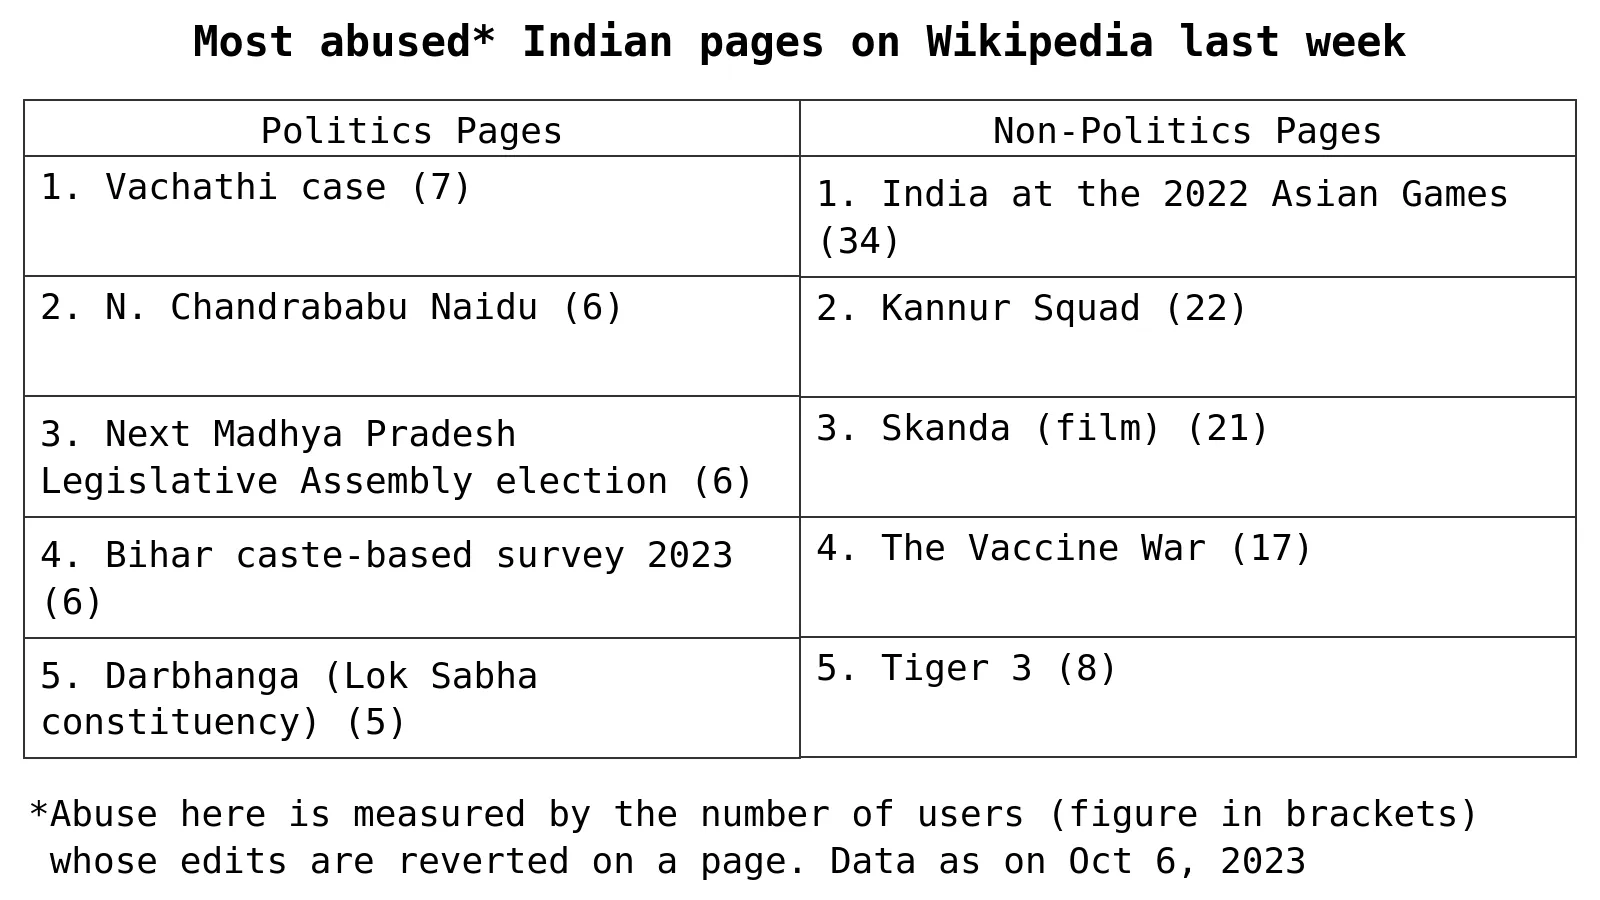 Most abused* Indian pages on Wikipedia last week
Politics Pages
Non-Politics Pages
1. Vachathi case (7)
1. India at the 2022 Asian Games
(34)
2. N. Chandrababu Naidu (6)
2. Kannur Squad (22)
3. Next Madhya Pradesh
Legislative Assembly election (6)
3. Skanda (film) (21)
4. Bihar caste-based survey 2023
(6)
4. The Vaccine War (17)
5. Darbhanga (Lok Sabha
constituency) (5)
5. Tiger 3 (8)
*Abuse here is measured by the number of users (figure in brackets)
whose edits are reverted on a page. Data as on Oct 6, 2023